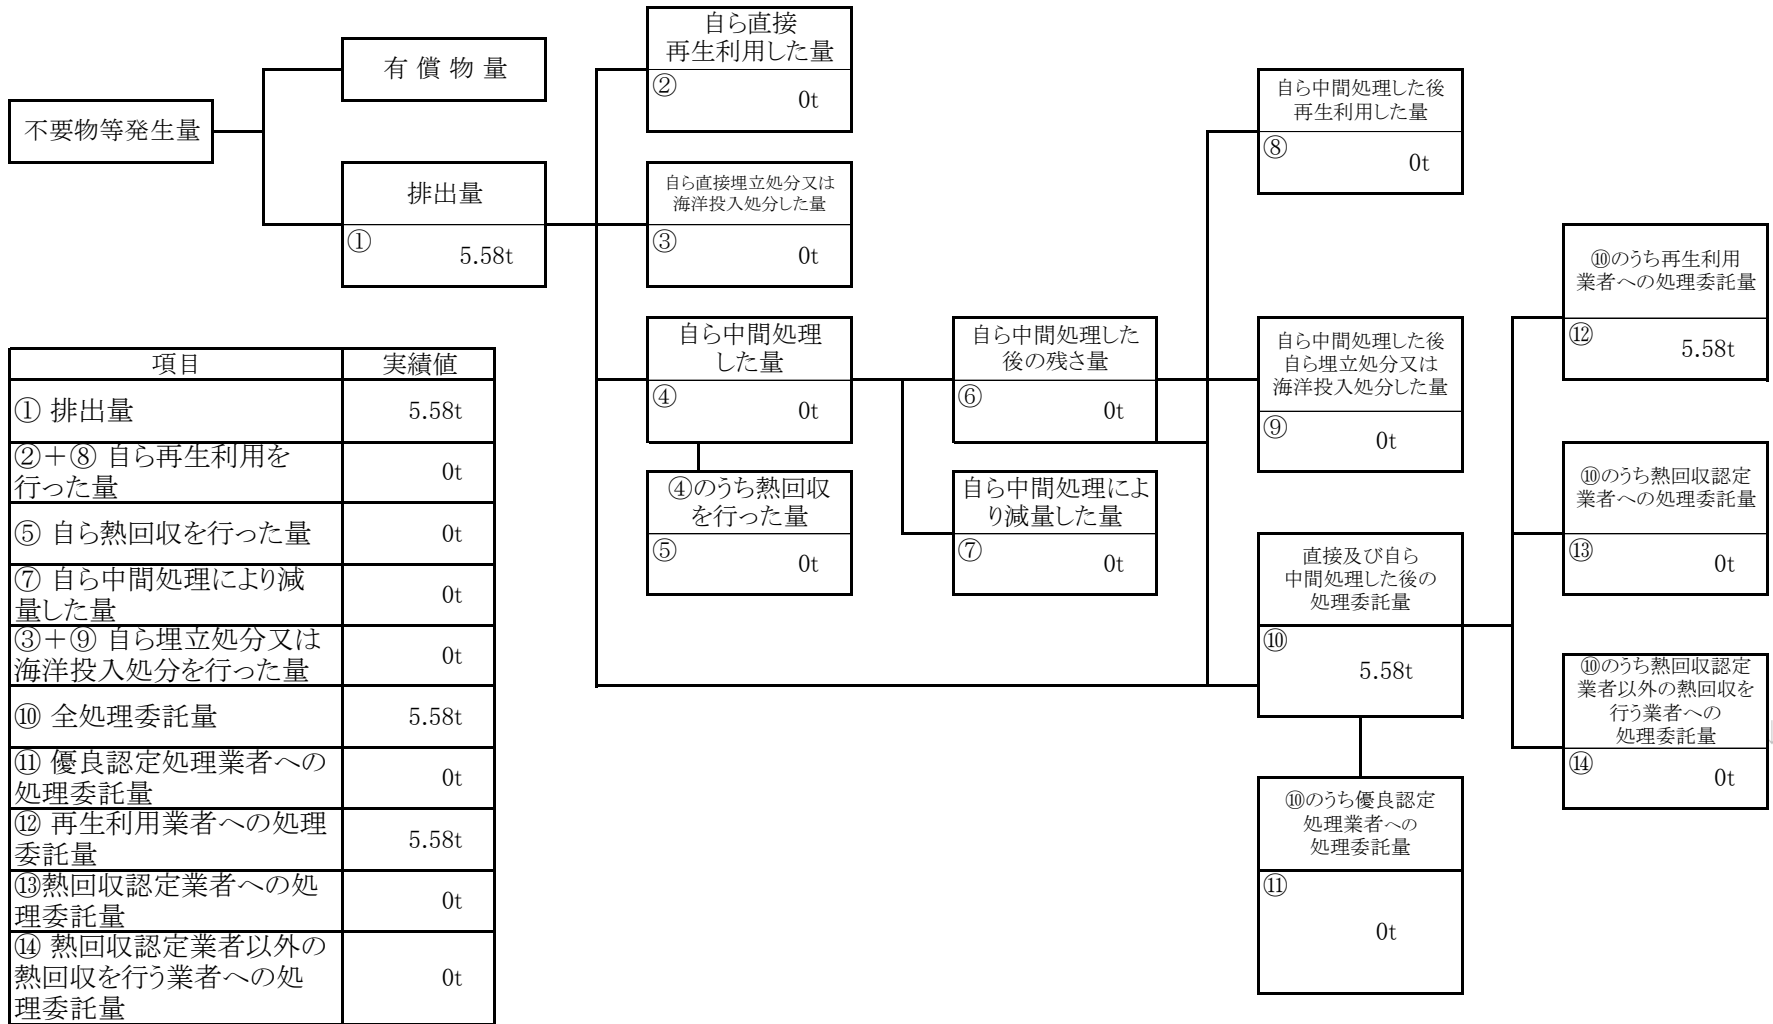 不要物等発生量
有 償 物 量
排出量
①
5.58t
自ら直接
再生利用した量
②
0t
自ら直接埋立処分又は
海洋投入処分した量
③
0t
自ら中間処理
した量
④
0t
④のうち熱回収
を行った量
⑤
0t
自ら中間処理した
後の残さ量
⑥
0t
自ら中間処理によ
り減量した量
⑦
0t
自ら中間処理した後
再生利用した量
⑧
0t
自ら中間処理した後
自ら埋立処分又は
海洋投入処分した量
⑨
0t
直接及び自ら
中間処理した後の
処理委託量
⑩
5.58t
⑩のうち優良認定
処理業者への
処理委託量
⑪
0t
⑩のうち再生利用
業者への処理委託量
⑫
5.58t
⑩のうち熱回収認定
業者への処理委託量
⑬
0t
⑩のうち熱回収認定
業者以外の熱回収を
行う業者への
処理委託量
⑭
0t
項目 実績値
① 排出量 5.58t
②＋⑧ 自ら再生利用を
行った量 0t
⑤ 自ら熱回収を行った量 0t
⑦ 自ら中間処理により減
量した量 0t
③＋⑨ 自ら埋立処分又は
海洋投入処分を行った量 0t
⑩ 全処理委託量 5.58t
⑪ 優良認定処理業者への
処理委託量 0t
⑫ 再生利用業者への処理
委託量 5.58t
⑬熱回収認定業者への処
理委託量 0t
⑭ 熱回収認定業者以外の
熱回収を行う業者への処
理委託量 0t